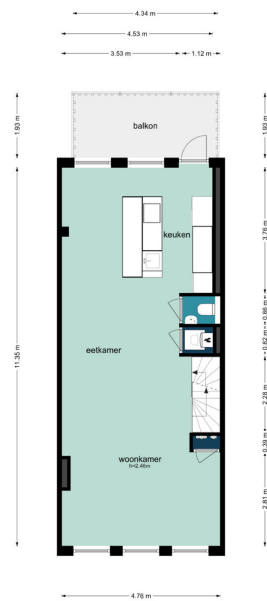 4.34 m
4.53 m
3.53 m
1.12 m
1.93 m
1.93 m
balkon
keuken
3.76 m
0.86 m
0.82 m
11.35 m
eetkamer
2.28 m
0.39 m
woonkamer
h=2.46m
2.81 m
4.76 m